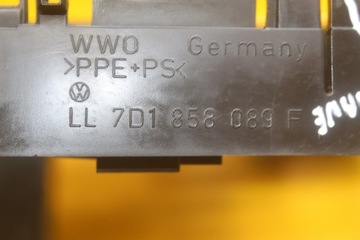 WWO Germany
>PPE+PS<
LL 7D1 858 089 F